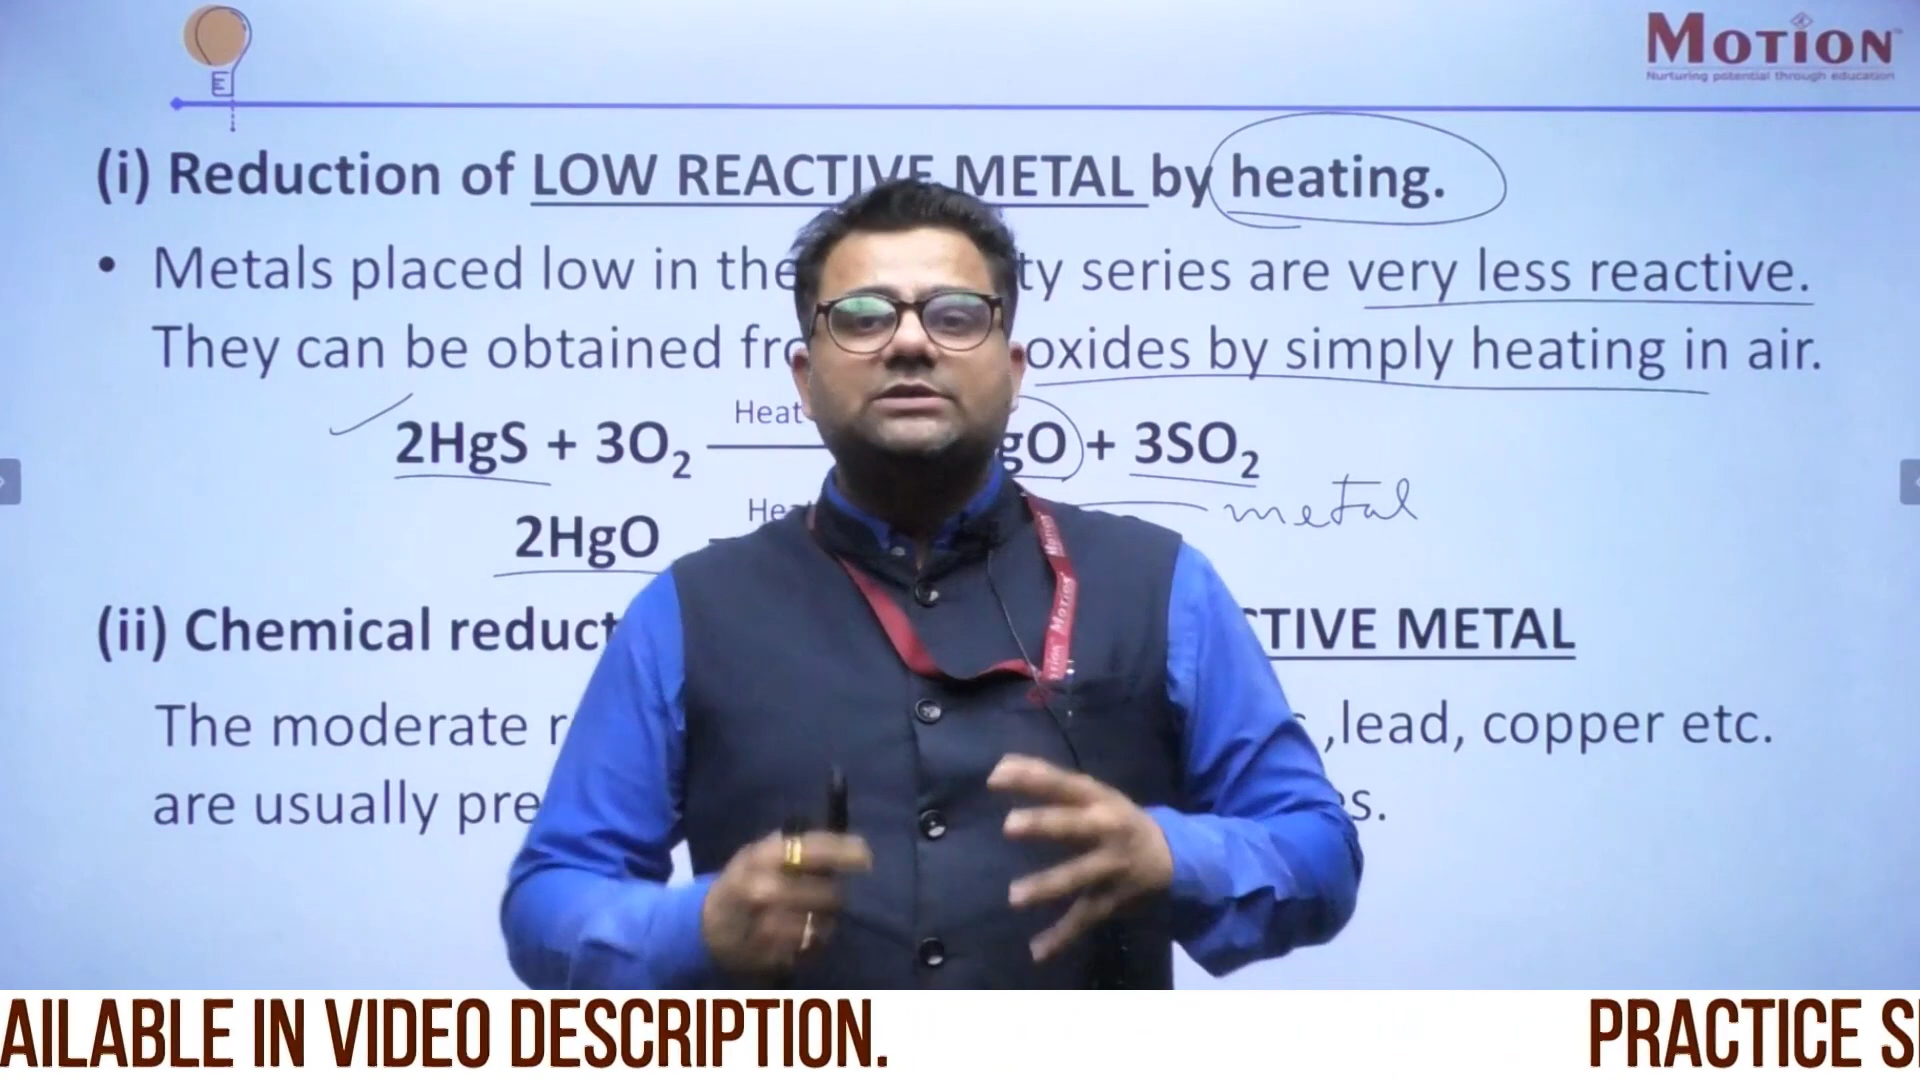 MOTION
Nurturing potential through education
(i) Reduction of LOW REACTIVE METAL by heating.
• Metals placed low in the ty series are very less reactive.
They can be obtained oxides by simply heating in air.
Heat
2HgS + 3O₂ gO + 3SO₂
metal
2HgO
(ii) Chemical reduct TIVE METAL
The moderate r ,lead, copper etc.
are usually pre s.
Motion
AILABLE IN VIDEO DESCRIPTION. PRACTICE S